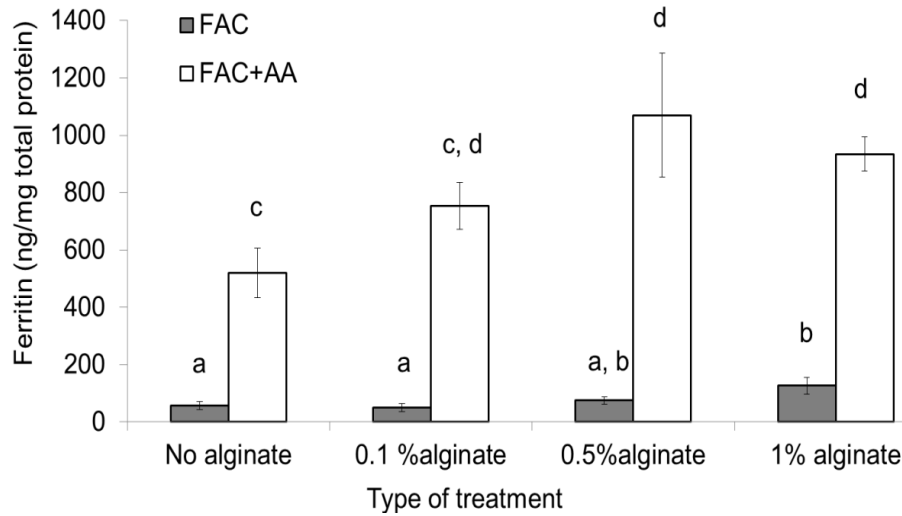 Ferritin (ng/mg total protein)
1400
1200
1000
800
600
400
200
0
FAC
FAC+AA
a
c
a
c, d
a, b
d
b
d
No alginate
0.1 %alginate
0.5%alginate
1% alginate
Type of treatment